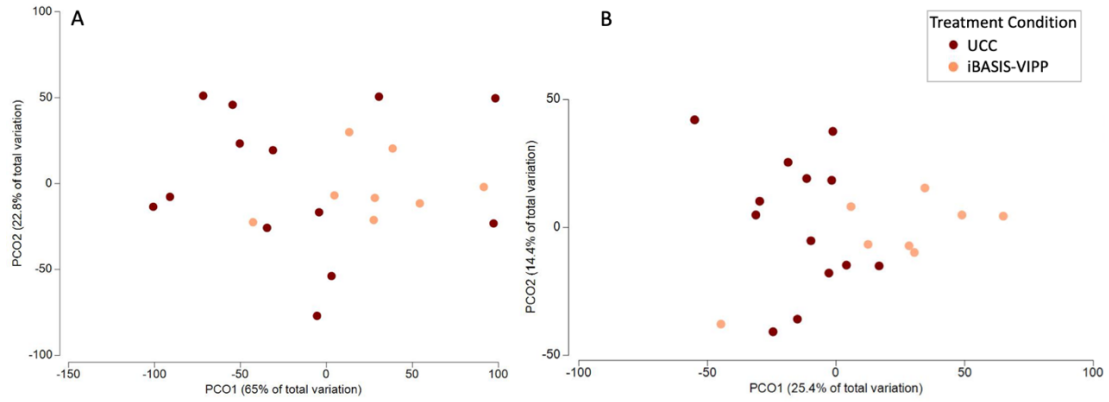 A
100
50
0
-50
-100
-150
-100
-50
0
50
100
PCO2 (22.8% of total variation)
PCO1 (65% of total variation)
B
50
0
-50
-100
-50
0
50
100
PCO2 (14.4% of total variation)
PCO1 (25.4% of total variation)
Treatment Condition
UCC
iBASIS-VIPP